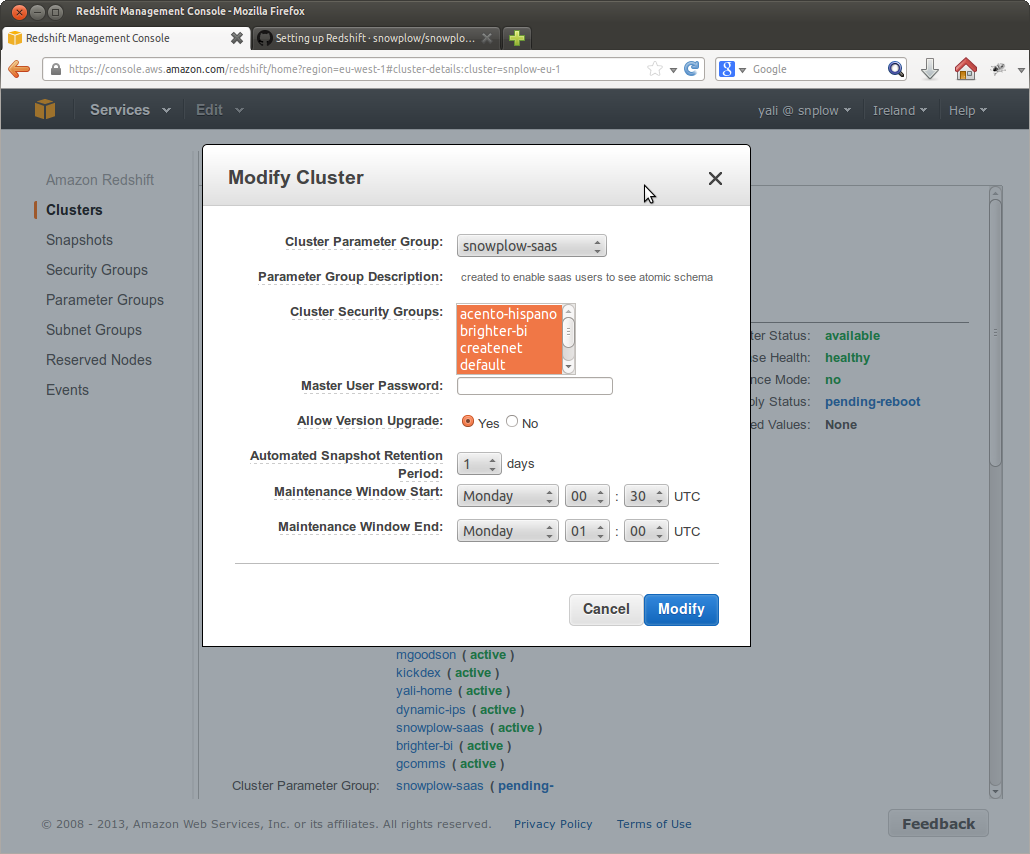 Redshift Management Console - Mozilla Firefox
Redshift Management Console
Setting up Redshift · snowplow/snowplo...
https://console.aws.amazon.com/redshift/home?region=eu-west-1#cluster-details:cluster=snplow-eu-1
Google
Services Edit yali @ snplow Ireland Help
Amazon Redshift
Clusters
Snapshots
Security Groups
Parameter Groups
Subnet Groups
Reserved Nodes
Events
Modify Cluster
Cluster Parameter Group: snowplow-saas
Parameter Group Description: created to enable saas users to see atomic schema
Cluster Security Groups: acento-hispano
brighter-bi
createnet
default
Master User Password:
Allow Version Upgrade: Yes No
Automated Snapshot Retention
Period: 1 days
Maintenance Window Start: Monday 00 : 30 UTC
Maintenance Window End: Monday 01 : 00 UTC
Cancel Modify
ter Status: available
se Health: healthy
nce Mode: no
ply Status: pending-reboot
ed Values: None
mgoodson ( active )
kickdex ( active )
yali-home ( active )
dynamic-ips ( active )
snowplow-saas ( active )
brighter-bi ( active )
gcomms ( active )
Cluster Parameter Group: snowplow-saas ( pending-
© 2008 - 2013, Amazon Web Services, Inc. or its affiliates. All rights reserved. Privacy Policy Terms of Use
Feedback